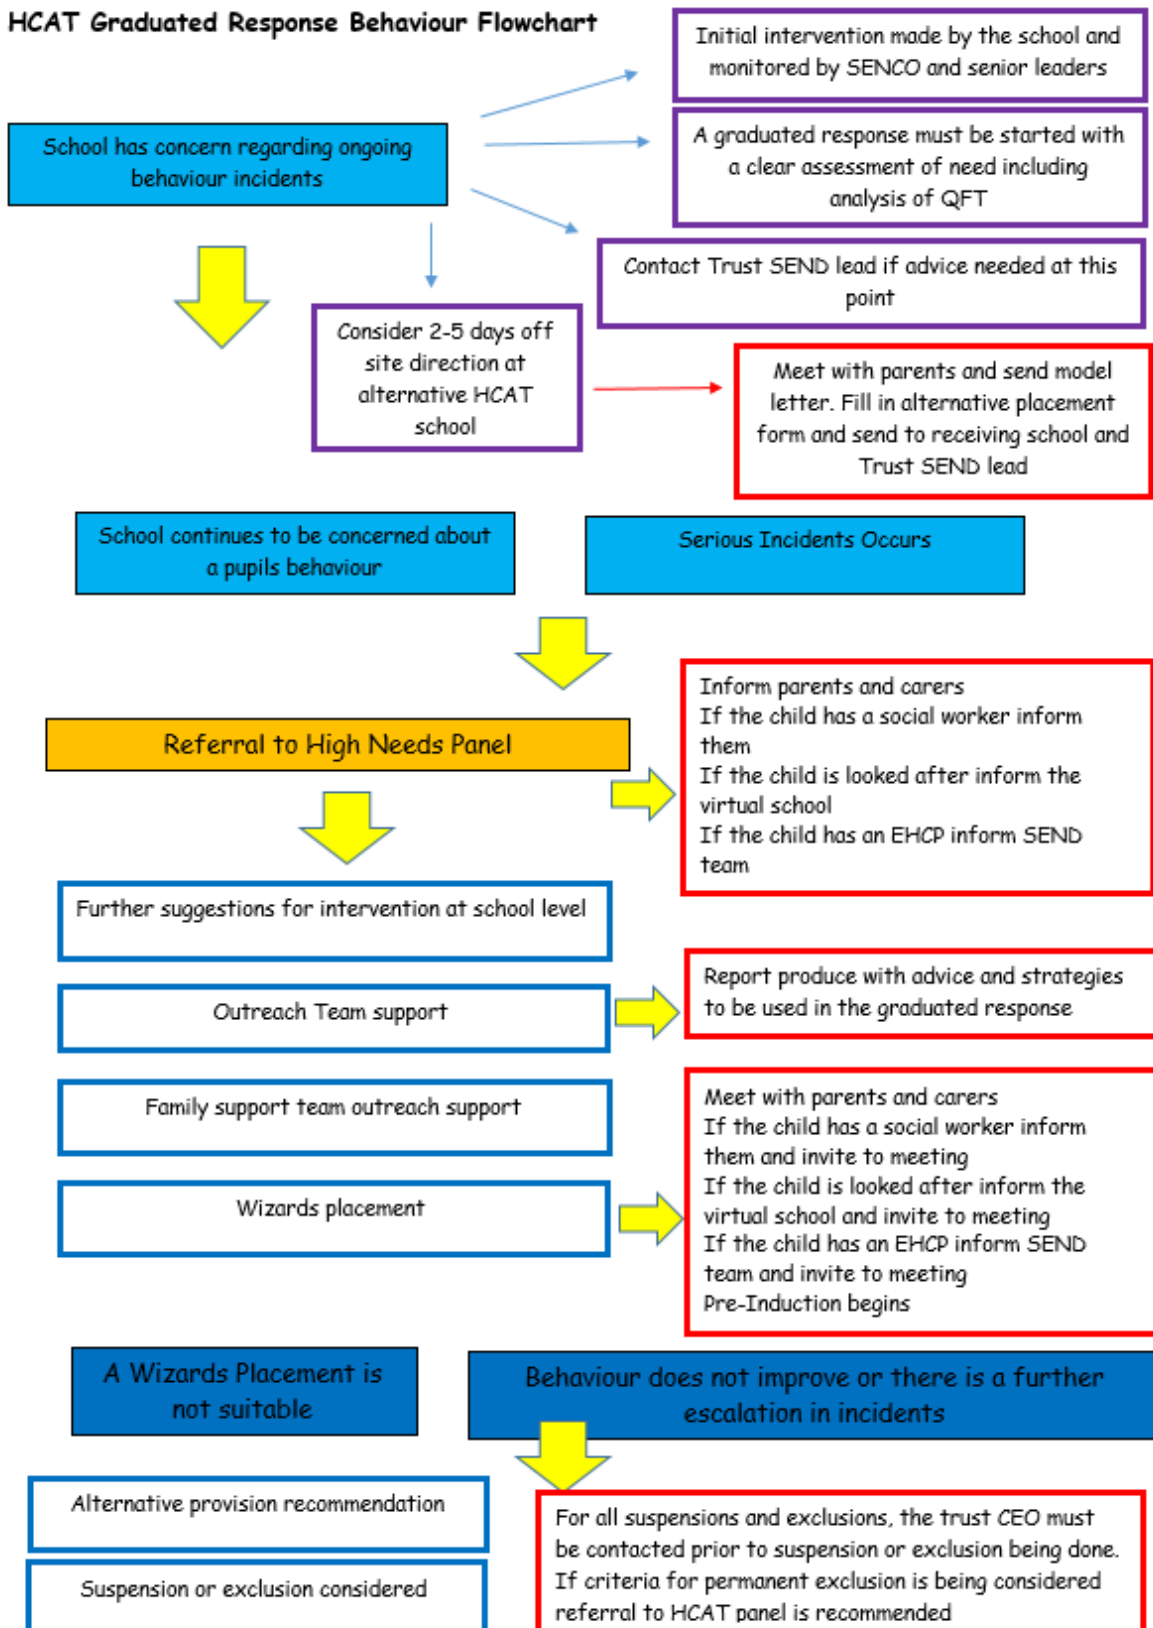 HCAT Graduated Response Behaviour Flowchart
Initial intervention made by the school and
monitored by SENCO and senior leaders
School has concern regarding ongoing
behaviour incidents
A graduated response must be started with
a clear assessment of need including
analysis of QFT
Contact Trust SEND lead if advice needed at this
point
Consider 2-5 days off
site direction at
alternative HCAT
school
Meet with parents and send model
letter. Fill in alternative placement
form and send to receiving school and
Trust SEND lead
School continues to be concerned about
a pupils behaviour
Serious Incidents Occurs
Referral to High Needs Panel
Inform parents and carers
If the child has a social worker inform
them
If the child is looked after inform the
virtual school
If the child has an EHCP inform SEND
team
Further suggestions for intervention at school level
Outreach Team support
Report produce with advice and strategies
to be used in the graduated response
Family support team outreach support
Wizards placement
Meet with parents and carers
If the child has a social worker inform
them and invite to meeting
If the child is looked after inform the
virtual school and invite to meeting
If the child has an EHCP inform SEND
team and invite to meeting
Pre-Induction begins
A Wizards Placement is
not suitable
Behaviour does not improve or there is a further
escalation in incidents
Alternative provision recommendation
Suspension or exclusion considered
For all suspensions and exclusions, the trust CEO must
be contacted prior to suspension or exclusion being done.
If criteria for permanent exclusion is being considered
referral to HCAT panel is recommended